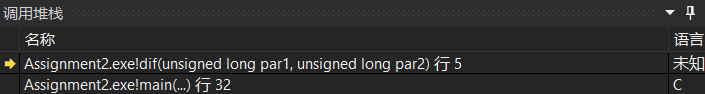 调用堆栈
名称 语言
Assignment2.exe!dif(unsigned long par1, unsigned long par2) 行 5 未知
Assignment2.exe!main(...) 行 32 C